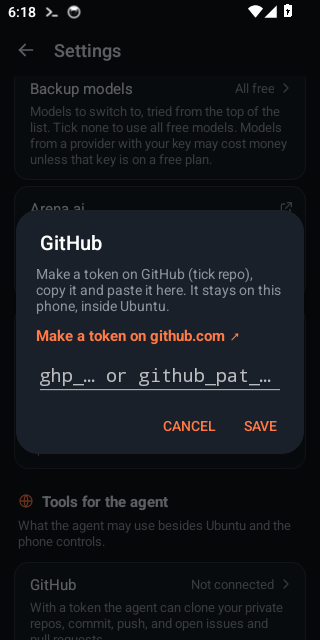 6:18
Settings
Backup models
All free
Models to switch to, tried from the top of the
list. Tick none to use all free models. Models
from a provider with your key may cost money
unless that key is on a free plan.
Arena.ai
GitHub
Make a token on GitHub (tick repo),
copy it and paste it here. It stays on this
phone, inside Ubuntu.
Make a token on github.com ↗
ghp_… or github_pat_…
CANCEL
SAVE
Tools for the agent
What the agent may use besides Ubuntu and the
phone controls.
GitHub
Not connected
With a token the agent can clone your private
repos, commit, push, and open issues and
pull requests